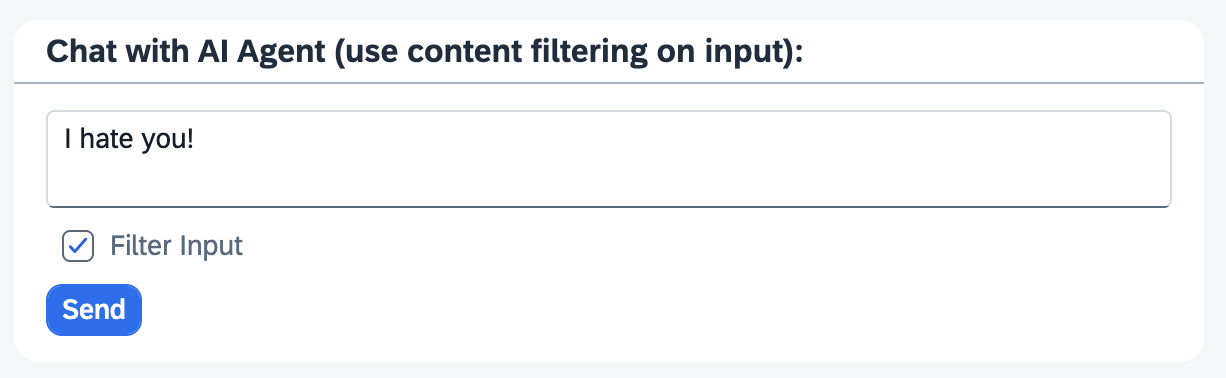 Chat with AI Agent (use content filtering on input):
I hate you!
Filter Input
Send